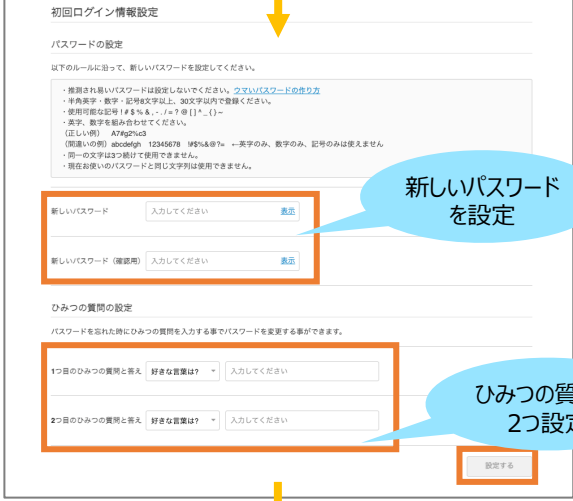 初回ログイン情報設定
パスワードの設定
以下のルールに沿って、新しいパスワードを設定してください。
・推測され易いパスワードは設定しないでください。ウマいパスワードの作り方
・半角英字・数字・記号8文字以上、30文字以内で登録ください。
・使用可能な記号 ! # $ % & , - . / = ? @ [ ] ^ _ { } ~
・英字、数字を組み合わせてください。
（正しい例） A7#g2%c3
（間違いの例）abcdefgh 12345678 !#$%&@?= ←英字のみ、数字のみ、記号のみは使えません
・同一の文字は3つ続けて使用できません。
・現在お使いのパスワードと同じ文字列は使用できません。
新しいパスワード
を設定
新しいパスワード 入力してください 表示
新しいパスワード（確認用） 入力してください 表示
ひみつの質問の設定
パスワードを忘れた時にひみつの質問を入力する事でパスワードを変更する事ができます。
1つ目のひみつの質問と答え 好きな言葉は? 入力してください
ひみつの質
2つ設定
2つ目のひみつの質問と答え 好きな言葉は? 入力してください
設定する